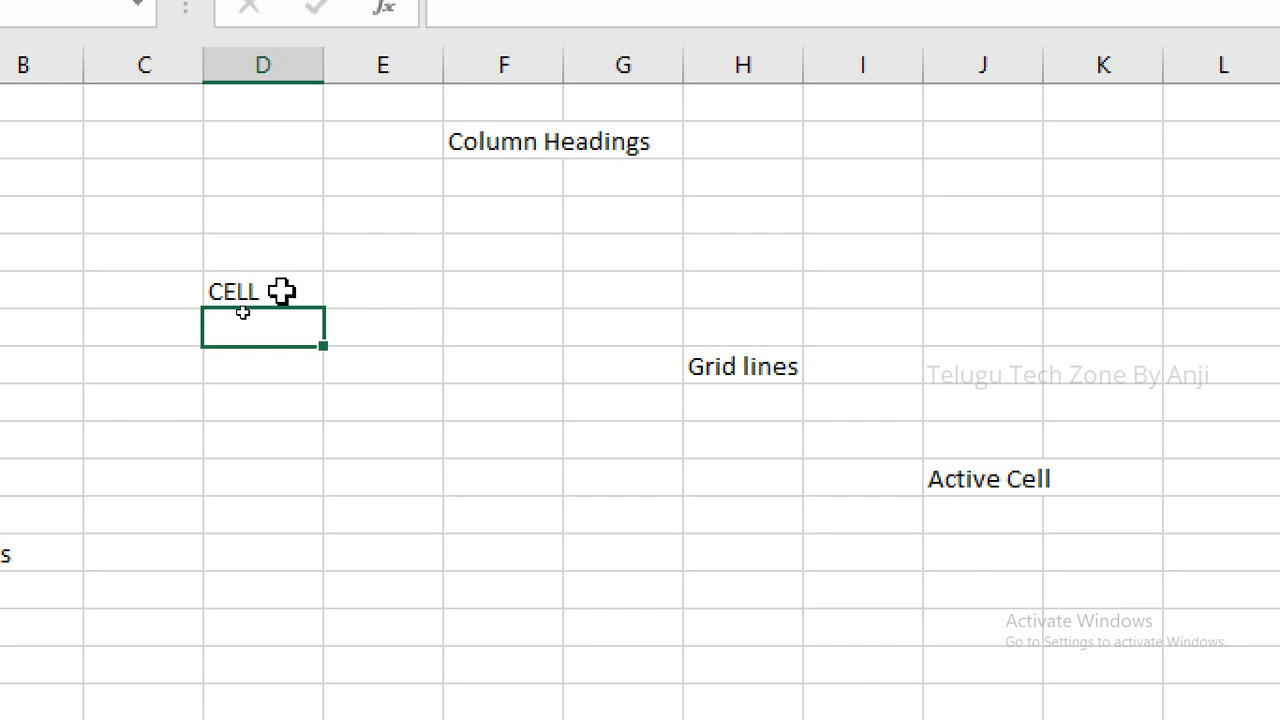 fx
B C D E F G H I J K L
Column Headings
CELL
Grid lines
Telugu Tech Zone By Anji
Active Cell
s
Activate Windows
Go to Settings to activate Windows.